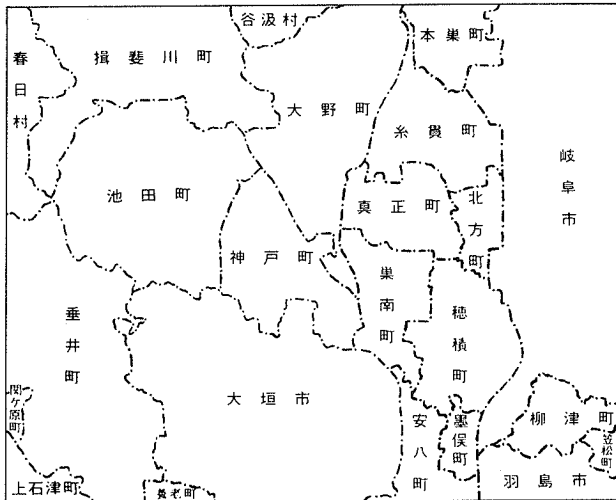 谷汲村
本巣町
春日村
揖斐川町
大野町
糸貫町
岐阜市
池田町
真正町
北方町
神戸町
巣南町
穂積町
垂井町
関ケ原町
大垣市
安八町
墨俣町
柳津町
笠松町
上石津町
養老町
羽島市